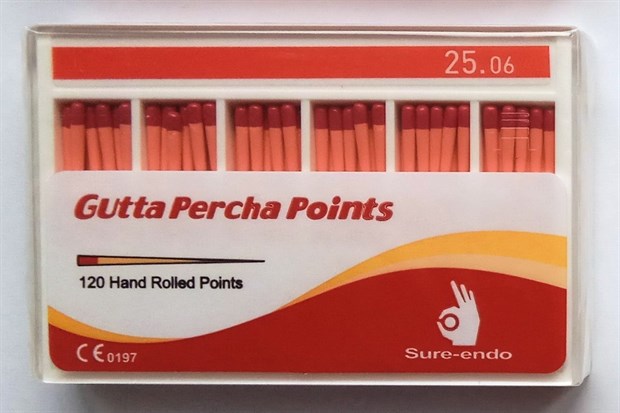 25.06
Gutta Percha Points
120 Hand Rolled Points
CE 0197
Sure-endo